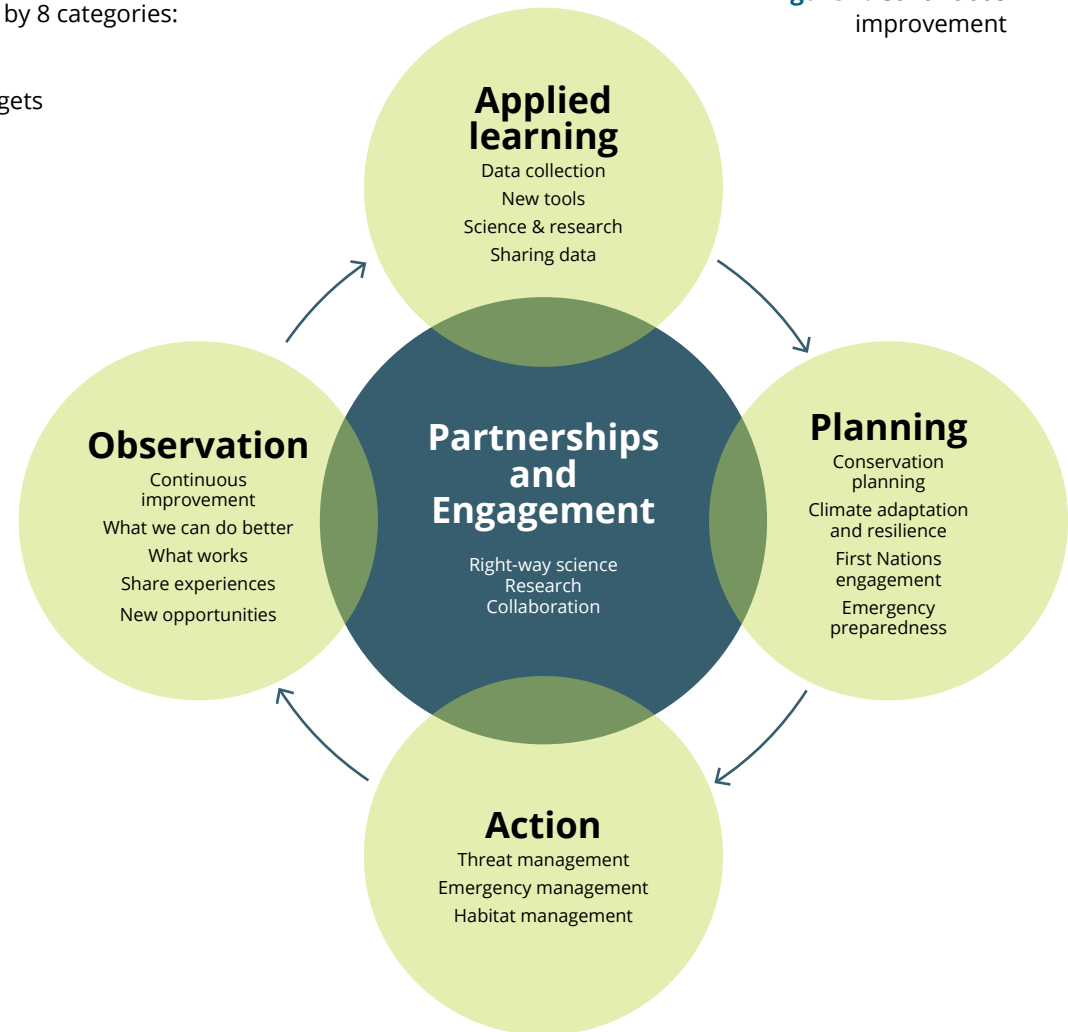 by 8 categories:
improvement
Applied
learning
Data collection
New tools
Science & research
Sharing data
Observation
Continuous
improvement
What we can do better
What works
Share experiences
New opportunities
Partnerships
and
Engagement
Right-way science
Research
Collaboration
Planning
Conservation
planning
Climate adaptation
and resilience
First Nations
engagement
Emergency
preparedness
Action
Threat management
Emergency management
Habitat management